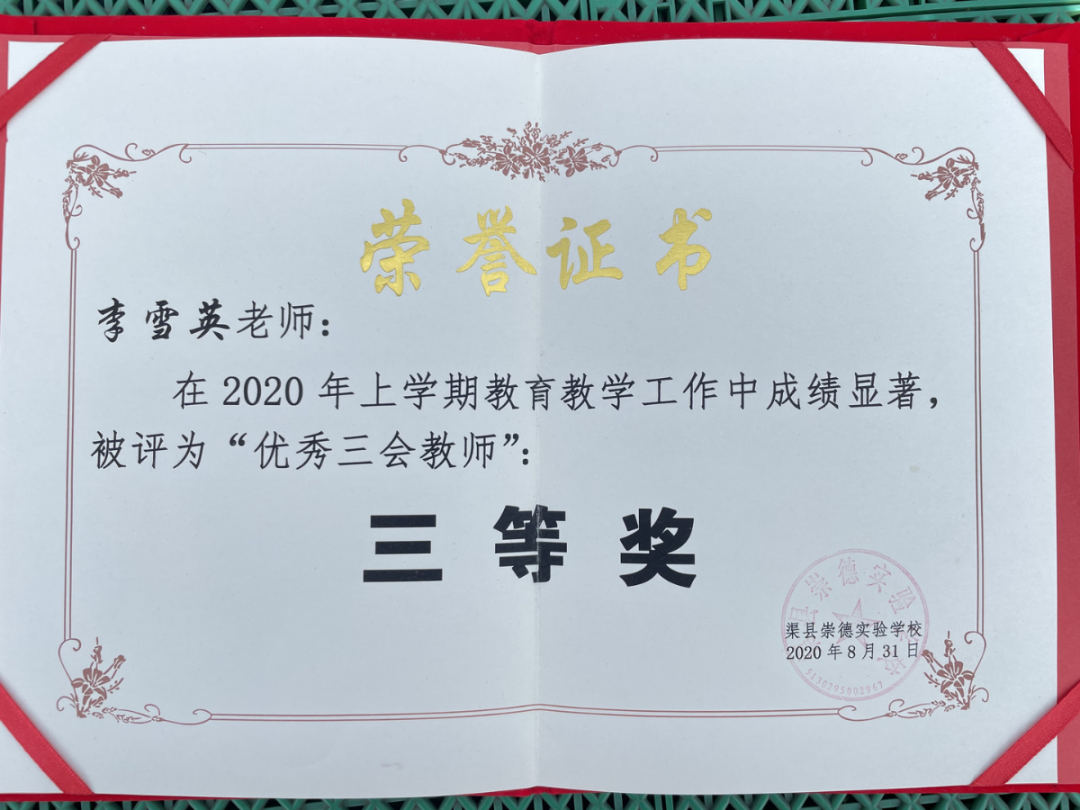 荣誉证书
李雪英老师：
在2020年上学期教育教学工作中成绩显著，
被评为“优秀三会教师”：
三等奖
渠县崇德实验学校
2020年8月31日